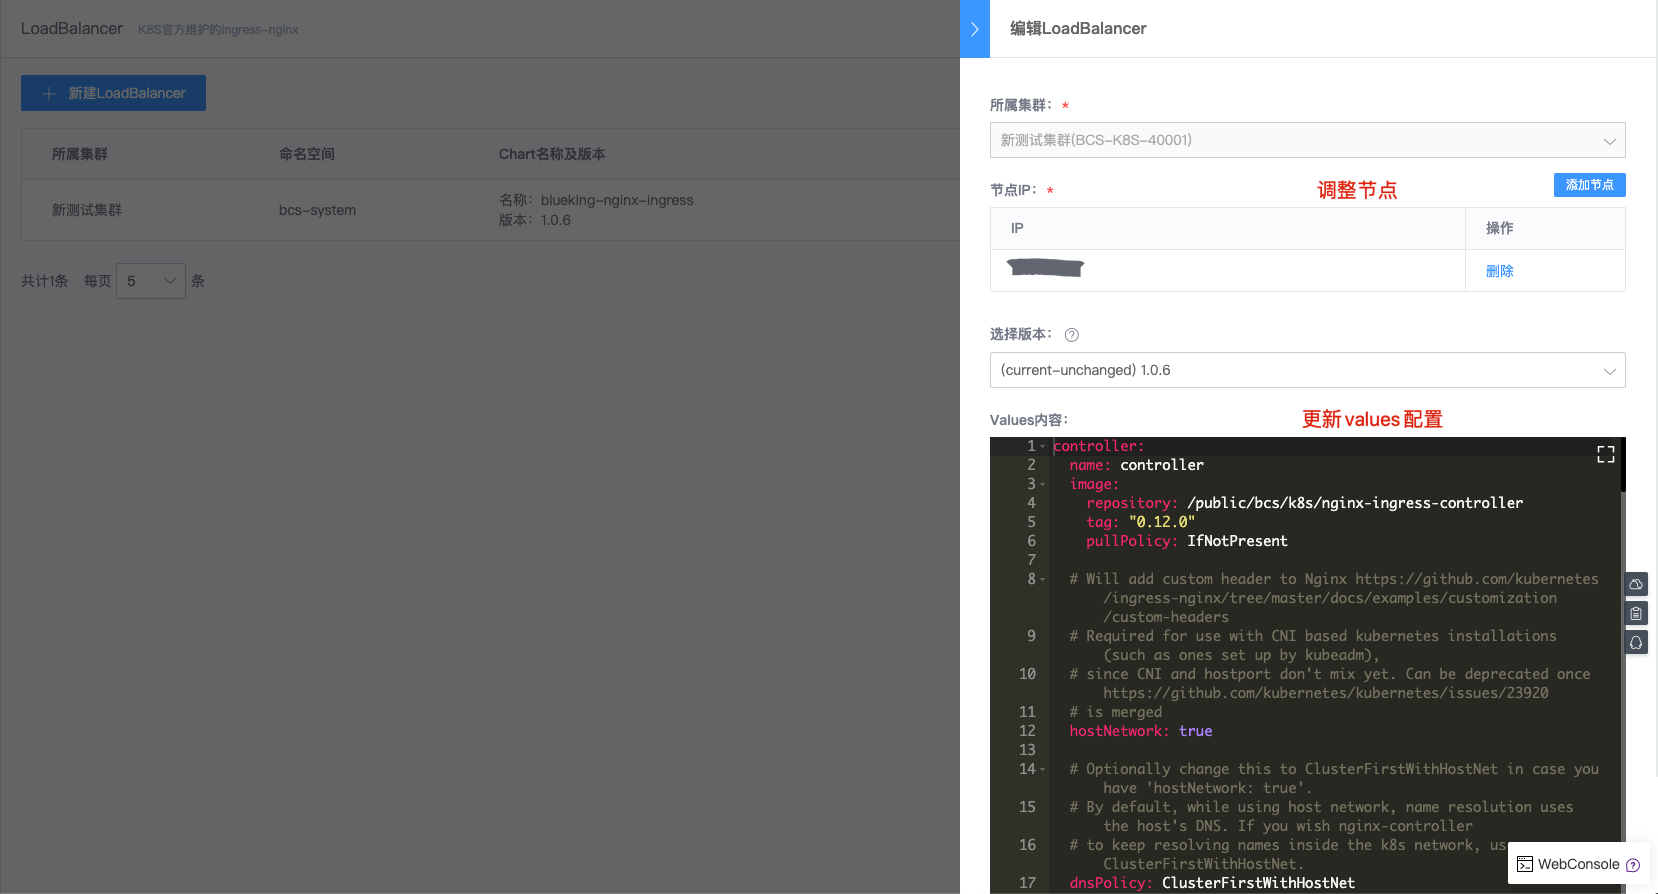 LoadBalancer K8S官方维护的ingress-nginx
新建LoadBalancer
所属集群 命名空间 Chart名称及版本
新测试集群 bcs-system 名称：blueking-nginx-ingress
版本：1.0.6
共计1条 每页 5 条
编辑LoadBalancer
所属集群： *
新测试集群(BCS-K8S-40001)
节点IP： * 调整节点 添加节点
IP 操作
删除
选择版本：
(current-unchanged) 1.0.6
Values内容： 更新 values 配置
1 controller:
2 name: controller
3 image:
4 repository: /public/bcs/k8s/nginx-ingress-controller
5 tag: "0.12.0"
6 pullPolicy: IfNotPresent
7
8 # Will add custom header to Nginx https://github.com/kubernetes
/ingress-nginx/tree/master/docs/examples/customization
/custom-headers
9 # Required for use with CNI based kubernetes installations
(such as ones set up by kubeadm),
10 # since CNI and hostport don't mix yet. Can be deprecated once
https://github.com/kubernetes/kubernetes/issues/23920
11 # is merged
12 hostNetwork: true
13
14 # Optionally change this to ClusterFirstWithHostNet in case you
have 'hostNetwork: true'.
15 # By default, while using host network, name resolution uses
the host's DNS. If you wish nginx-controller
16 # to keep resolving names inside the k8s network, us
ClusterFirstWithHostNet.
17 dnsPolicy: ClusterFirstWithHostNet
WebConsole